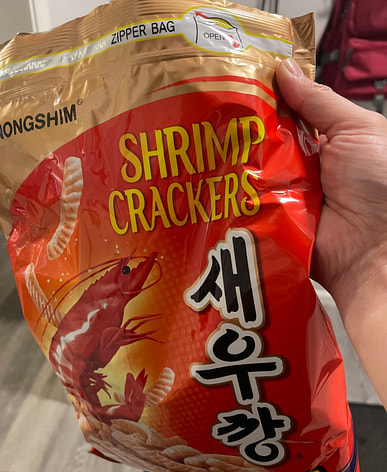 ZIPPER BAG
OPEN
NONGSHIM
SHRIMP
CRACKERS
새우깡